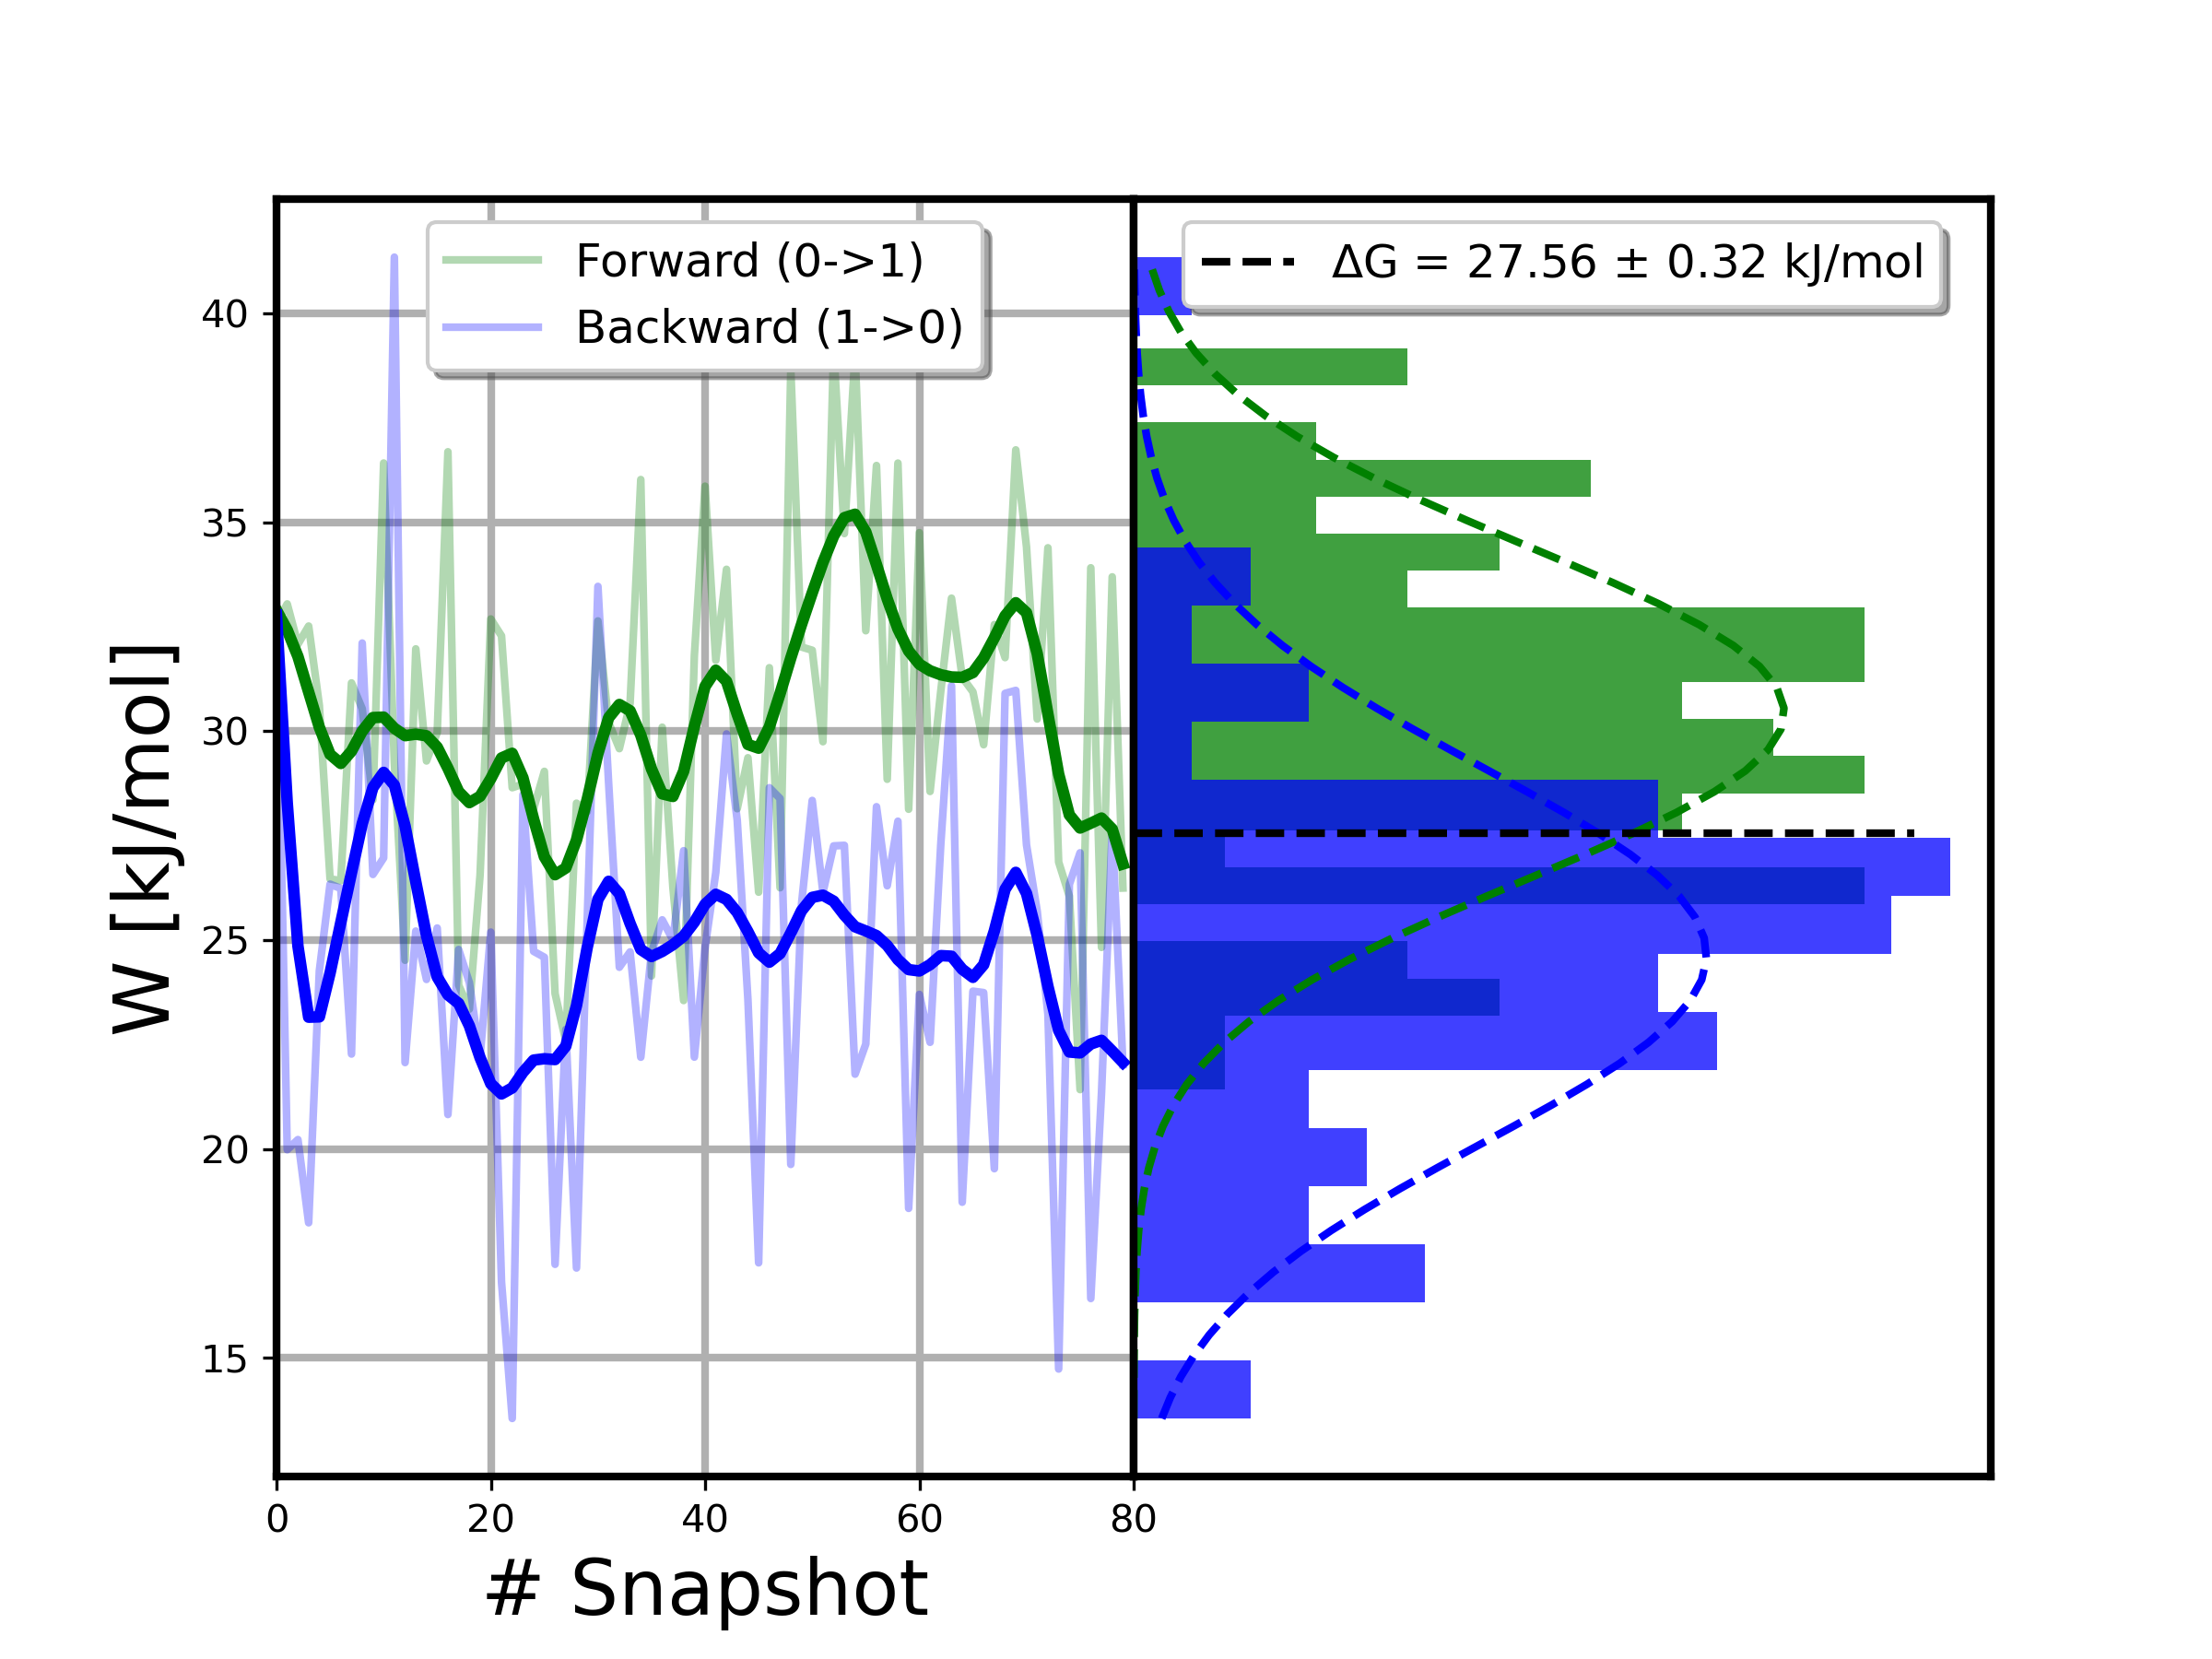 Forward (0->1)
Backward (1->0)
ΔG = 27.56 ± 0.32 kJ/mol
W [kJ/mol]
40
35
30
25
20
15
0
20
40
60
80
# Snapshot